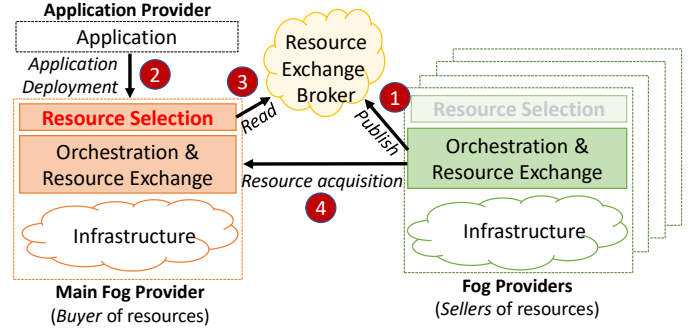 Application Provider
Application
Application
Deployment
2
3
Resource
Exchange
Broker
1
Read
Publish
Resource Selection
Orchestration &
Resource Exchange
Infrastructure
Resource acquisition
4
Resource Selection
Orchestration &
Resource Exchange
Infrastructure
Main Fog Provider
(Buyer of resources)
Fog Providers
(Sellers of resources)